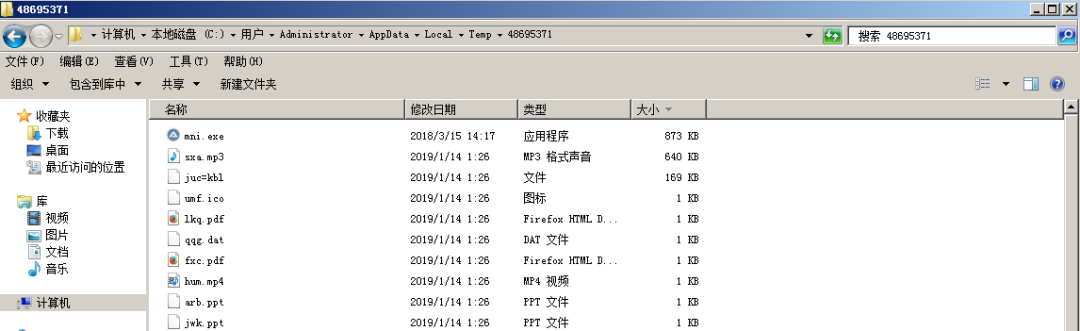 48695371
计算机 本地磁盘 (C:) 用户 Administrator AppData Local Temp 48695371 搜索 48695371
文件(F) 编辑(E) 查看(V) 工具(T) 帮助(H)
组织 包含到库中 共享 新建文件夹
收藏夹
下载
桌面
最近访问的位置
库
视频
图片
文档
音乐
计算机
名称 修改日期 类型 大小
mni.exe 2018/3/15 14:17 应用程序 873 KB
sxa.mp3 2019/1/14 1:26 MP3 格式声音 640 KB
juc=kbl 2019/1/14 1:26 文件 169 KB
umf.ico 2019/1/14 1:26 图标 1 KB
lkq.pdf 2019/1/14 1:26 Firefox HTML D... 1 KB
qqg.dat 2019/1/14 1:26 DAT 文件 1 KB
fxc.pdf 2019/1/14 1:26 Firefox HTML D... 1 KB
hum.mp4 2019/1/14 1:26 MP4 视频 1 KB
arb.ppt 2019/1/14 1:26 PPT 文件 1 KB
jwk.ppt 2019/1/14 1:26 PPT 文件 1 KB